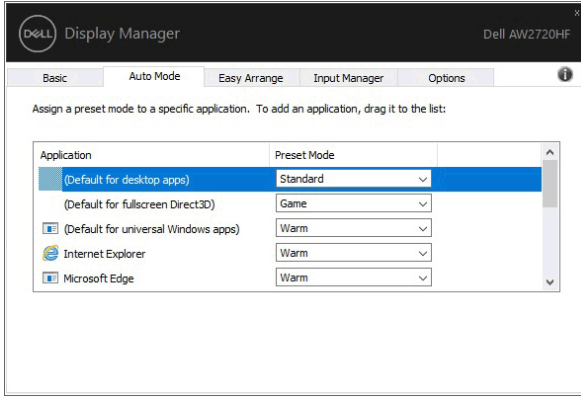 DELL Display Manager Dell AW2720HF
Basic Auto Mode Easy Arrange Input Manager Options
Assign a preset mode to a specific application. To add an application, drag it to the list:
Application Preset Mode
(Default for desktop apps) Standard
(Default for fullscreen Direct3D) Game
(Default for universal Windows apps) Warm
Internet Explorer Warm
Microsoft Edge Warm